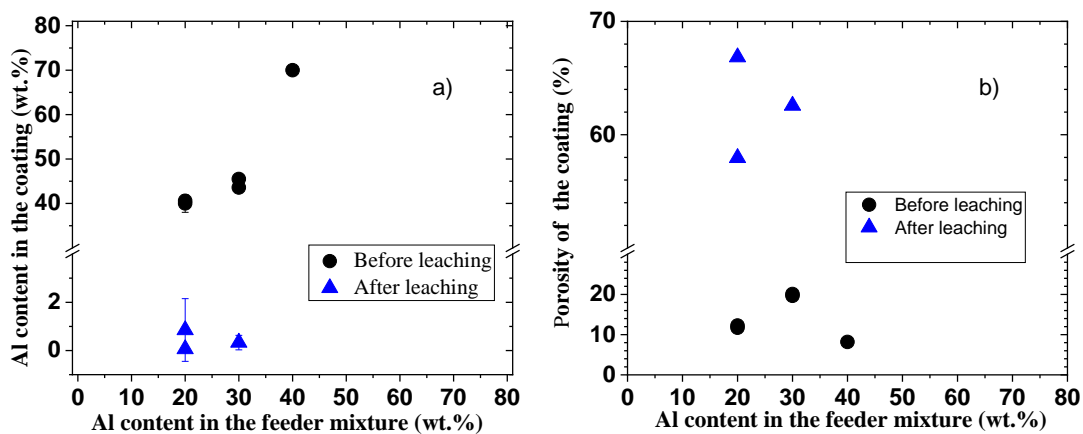 Al content in the coating (wt.%)
80
70
60
50
40
2
0
a)
Before leaching
After leaching
0 10 20 30 40 50 60 70 80
Al content in the feeder mixture (wt.%)
Porosity of the coating (%)
70
60
20
10
0
b)
Before leaching
After leaching
0 10 20 30 40 50 60 70 80
Al content in the feeder mixture (wt.%)